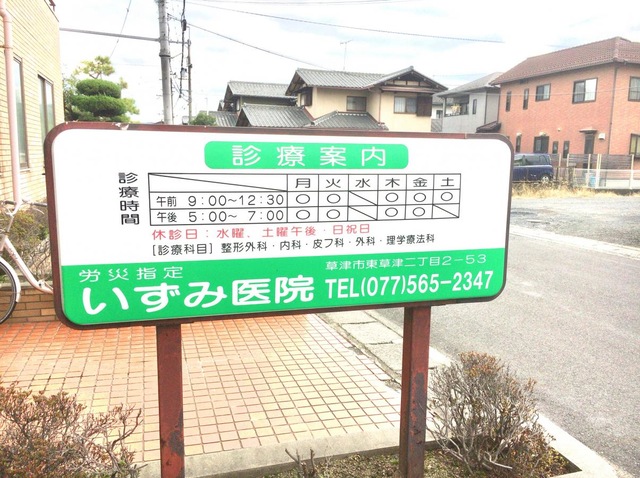 診療案内
診療時間
月 火 水 木 金 土
午前 9:00〜12:30 ○ ○ ＼ ○ ○ ○
午後 5:00〜 7:00 ○ ○ ＼ ○ ○ ＼
休診日：水曜、土曜午後・日祝日
[診療科目] 整形外科・内科・皮フ科・外科・理学療法科
労災指定
草津市東草津二丁目2-53
いずみ医院 TEL(077)565-2347